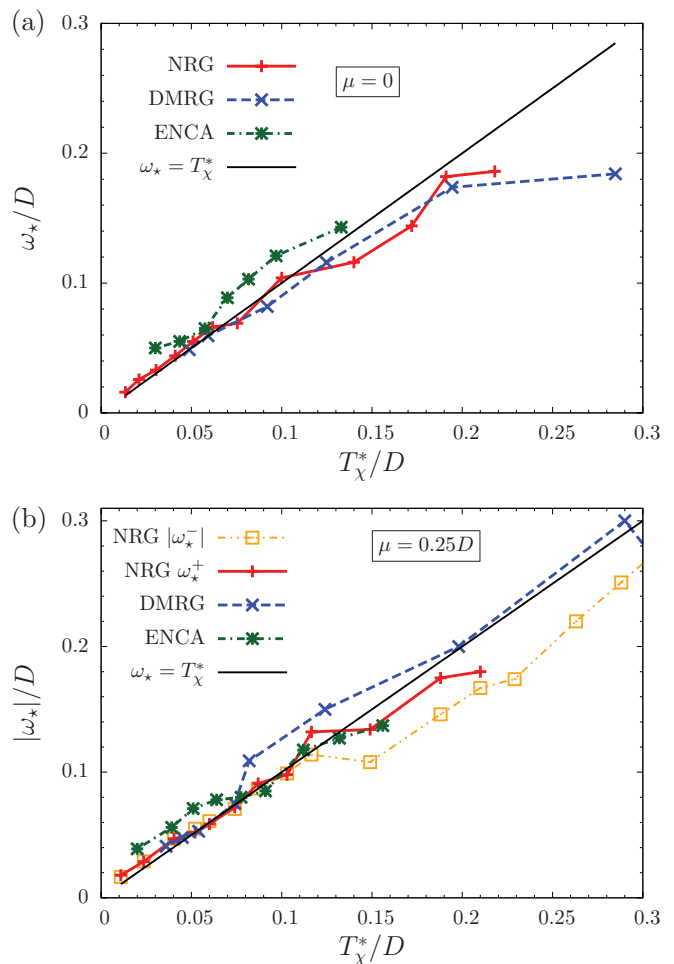 (a)
0.3
0.2
0.1
0
ω⋆/D
NRG
DMRG
ENCA
ω⋆ = T*χ
μ = 0
0 0.05 0.1 0.15 0.2 0.25 0.3
T*χ/D
(b)
0.3
0.2
0.1
0
|ω⋆|/D
NRG |ω⋆⁻|
NRG ω⋆⁺
DMRG
ENCA
ω⋆ = T*χ
μ = 0.25D
0 0.05 0.1 0.15 0.2 0.25 0.3
T*χ/D